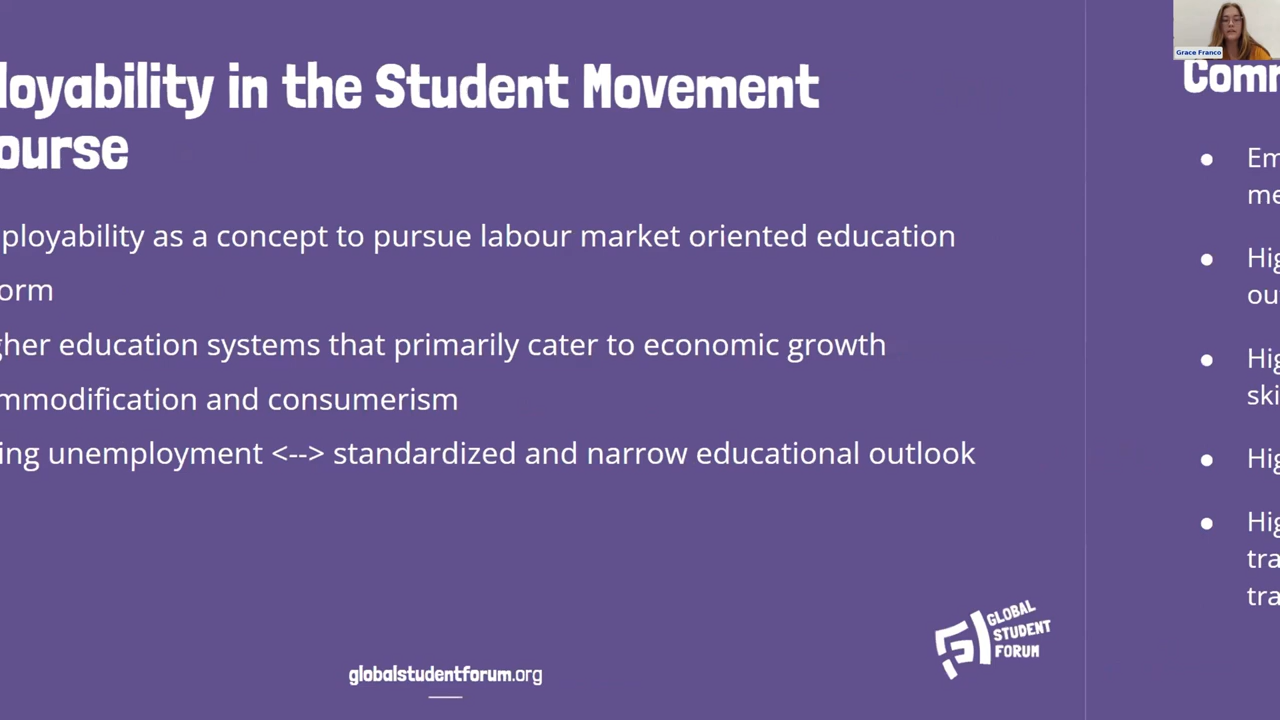 loyability in the Student Movement
ourse
ployability as a concept to pursue labour market oriented education
orm
gher education systems that primarily cater to economic growth
mmodification and consumerism
ing unemployment <--> standardized and narrow educational outlook
GLOBAL
STUDENT
FORUM
globalstudentforum.org
Grace Franco
Comm
● Em
me
● Hig
ou
● Hig
ski
● Hig
● Hig
tra
tra